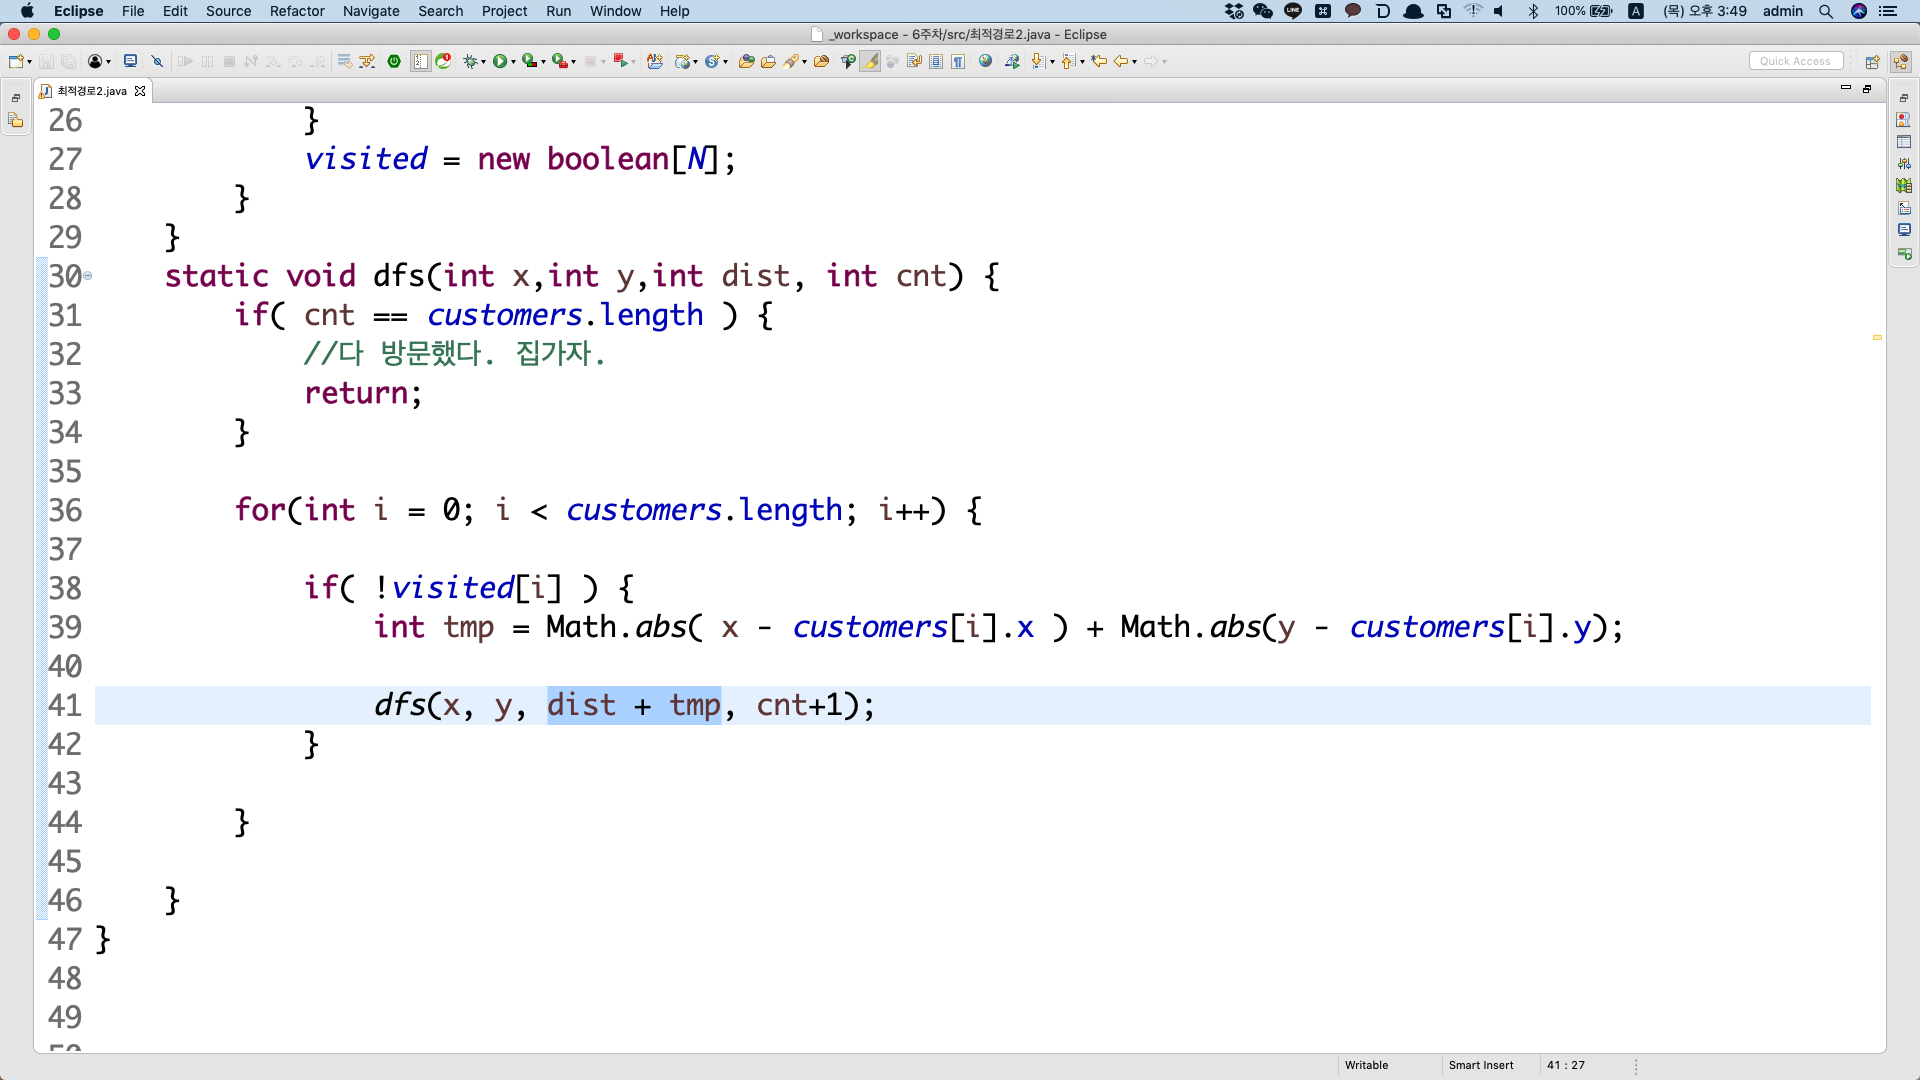 Eclipse File Edit Source Refactor Navigate Search Project Run Window Help 100% A (목) 오후 3:49 admin
_workspace - 6주차/src/최적경로2.java - Eclipse
Quick Access
최적경로2.java
26 }
27 visited = new boolean[N];
28 }
29 }
30 static void dfs(int x,int y,int dist, int cnt) {
31 if( cnt == customers.length ) {
32 //다 방문했다. 집가자.
33 return;
34 }
35
36 for(int i = 0; i < customers.length; i++) {
37
38 if( !visited[i] ) {
39 int tmp = Math.abs( x - customers[i].x ) + Math.abs(y - customers[i].y);
40
41 dfs(x, y, dist + tmp, cnt+1);
42 }
43
44 }
45
46 }
47 }
48
49
Writable Smart Insert 41 : 27